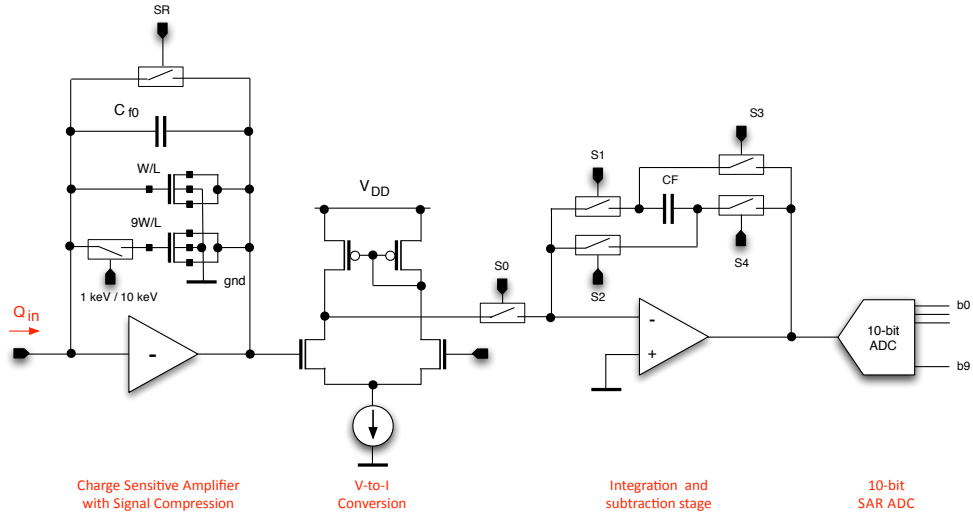 SR
C f0
W/L
9W/L
gnd
1 keV / 10 keV
Q in
-
V DD
S0
S1
S2
S3
CF
S4
-
+
10-bit
ADC
b0
b9
Charge Sensitive Amplifier
with Signal Compression
V-to-I
Conversion
Integration and
subtraction stage
10-bit
SAR ADC